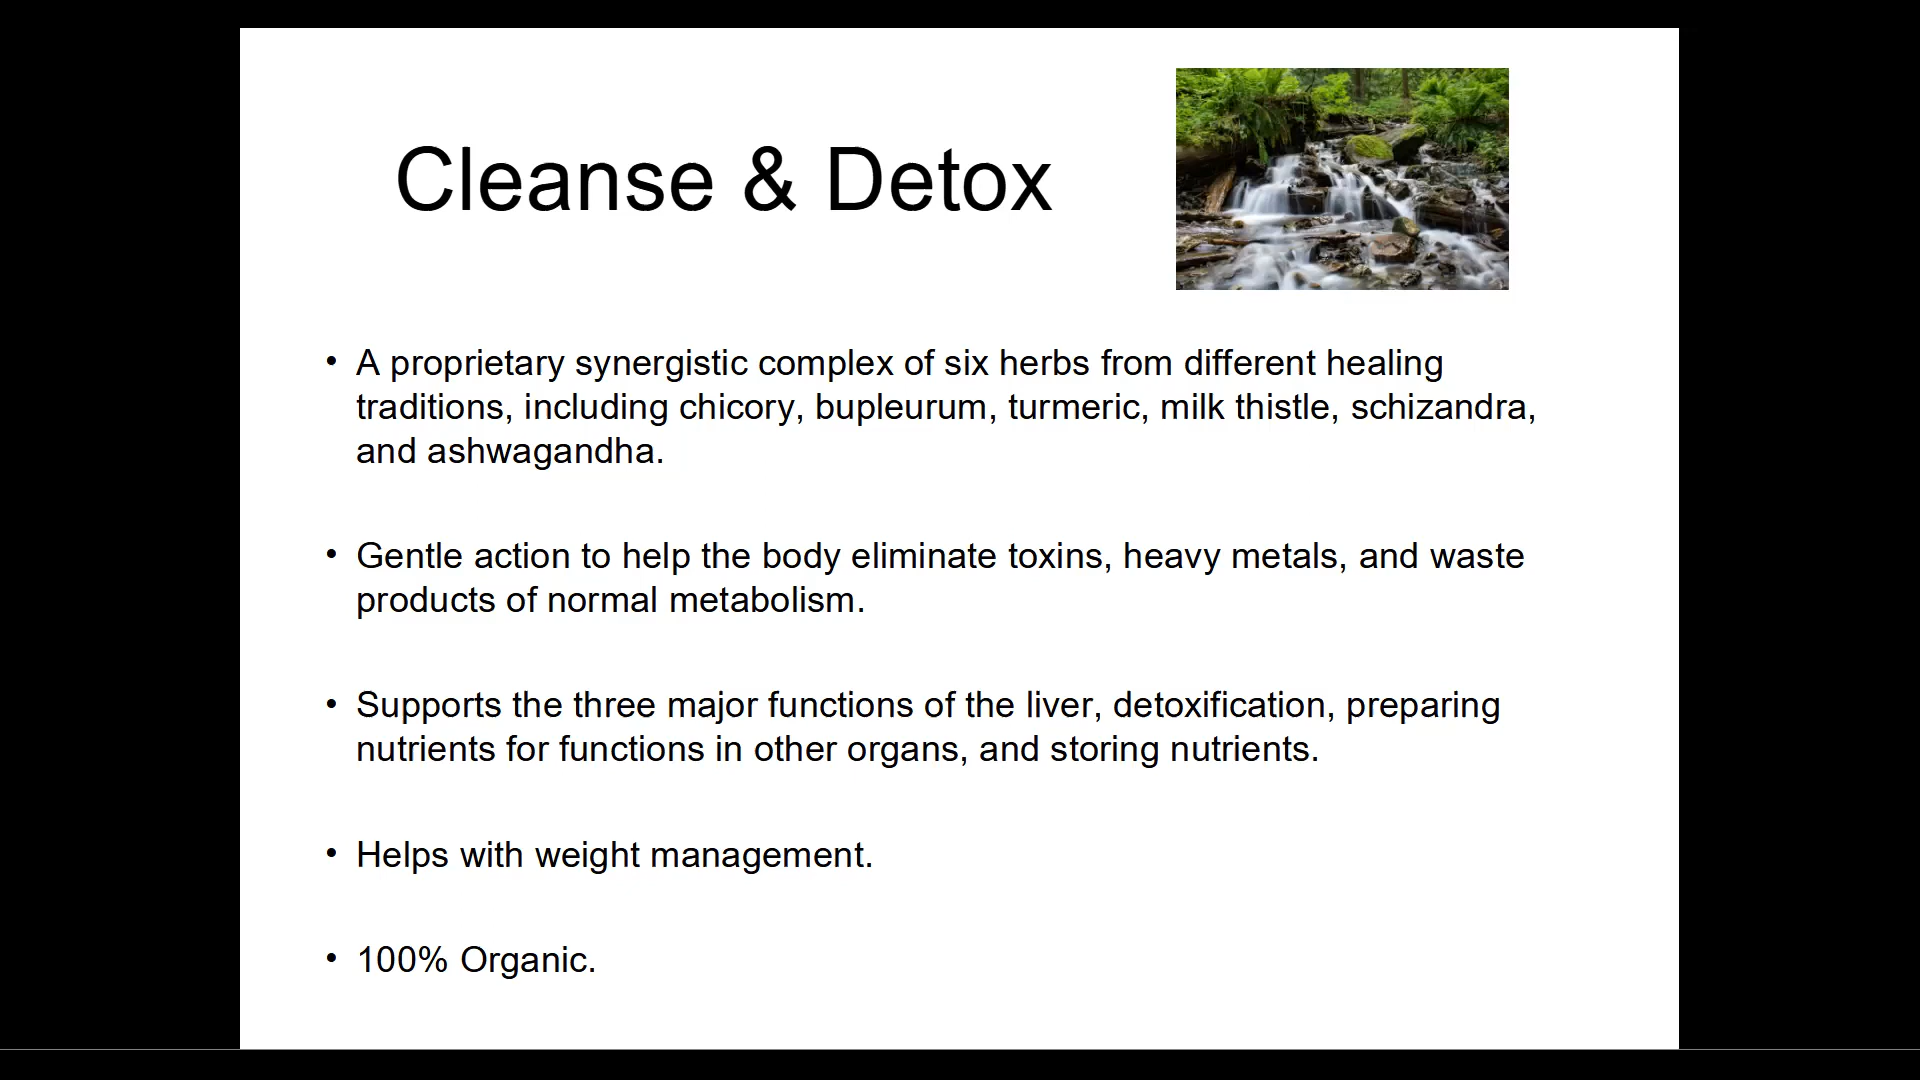 Cleanse & Detox
• A proprietary synergistic complex of six herbs from different healing
traditions, including chicory, bupleurum, turmeric, milk thistle, schizandra,
and ashwagandha.
• Gentle action to help the body eliminate toxins, heavy metals, and waste
products of normal metabolism.
• Supports the three major functions of the liver, detoxification, preparing
nutrients for functions in other organs, and storing nutrients.
• Helps with weight management.
• 100% Organic.